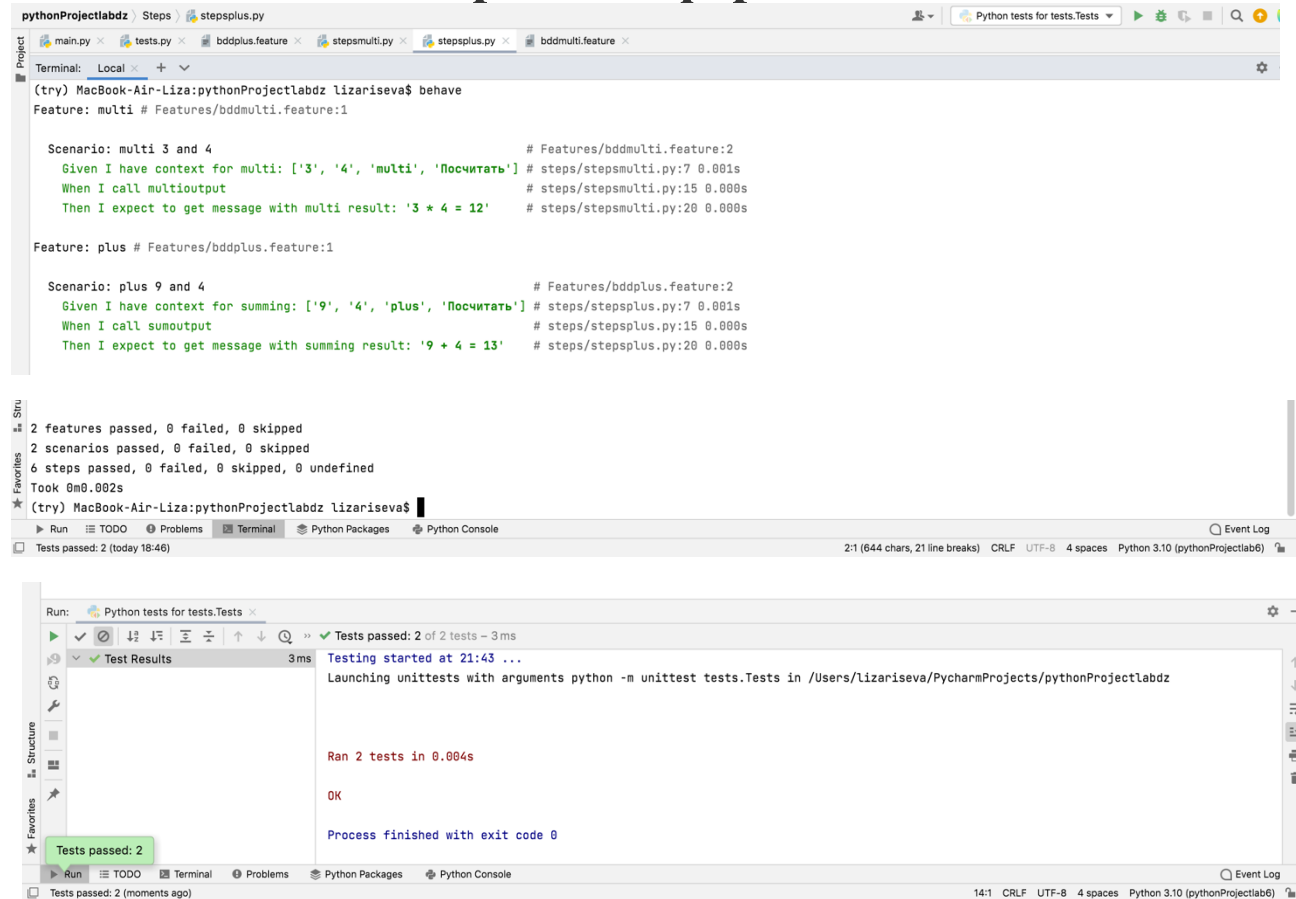 pythonProjectlabdz Steps stepsplus.py Python tests for tests.Tests
Project main.py tests.py bddplus.feature stepsmulti.py stepsplus.py bddmulti.feature
Terminal: Local
(try) MacBook-Air-Liza:pythonProjectlabdz lizariseva$ behave
Feature: multi # Features/bddmulti.feature:1
Scenario: multi 3 and 4 # Features/bddmulti.feature:2
Given I have context for multi: ['3', '4', 'multi', 'Посчитать'] # steps/stepsmulti.py:7 0.001s
When I call multioutput # steps/stepsmulti.py:15 0.000s
Then I expect to get message with multi result: '3 * 4 = 12' # steps/stepsmulti.py:20 0.000s
Feature: plus # Features/bddplus.feature:1
Scenario: plus 9 and 4 # Features/bddplus.feature:2
Given I have context for summing: ['9', '4', 'plus', 'Посчитать'] # steps/stepsplus.py:7 0.001s
When I call sumoutput # steps/stepsplus.py:15 0.000s
Then I expect to get message with summing result: '9 + 4 = 13' # steps/stepsplus.py:20 0.000s
2 features passed, 0 failed, 0 skipped
2 scenarios passed, 0 failed, 0 skipped
6 steps passed, 0 failed, 0 skipped, 0 undefined
Took 0m0.002s
Favorites
(try) MacBook-Air-Liza:pythonProjectlabdz lizariseva$
Run TODO Problems Terminal Python Packages Python Console Event Log
Tests passed: 2 (today 18:46) 2:1 (644 chars, 21 line breaks) CRLF UTF-8 4 spaces Python 3.10 (pythonProjectlab6)
Run: Python tests for tests.Tests
Tests passed: 2 of 2 tests – 3 ms
Test Results 3 ms Testing started at 21:43 ...
Launching unittests with arguments python -m unittest tests.Tests in /Users/lizariseva/PycharmProjects/pythonProjectlabdz
Structure
Ran 2 tests in 0.004s
OK
Favorites
Process finished with exit code 0
Tests passed: 2
Run TODO Terminal Problems Python Packages Python Console Event Log
Tests passed: 2 (moments ago) 14:1 CRLF UTF-8 4 spaces Python 3.10 (pythonProjectlab6)